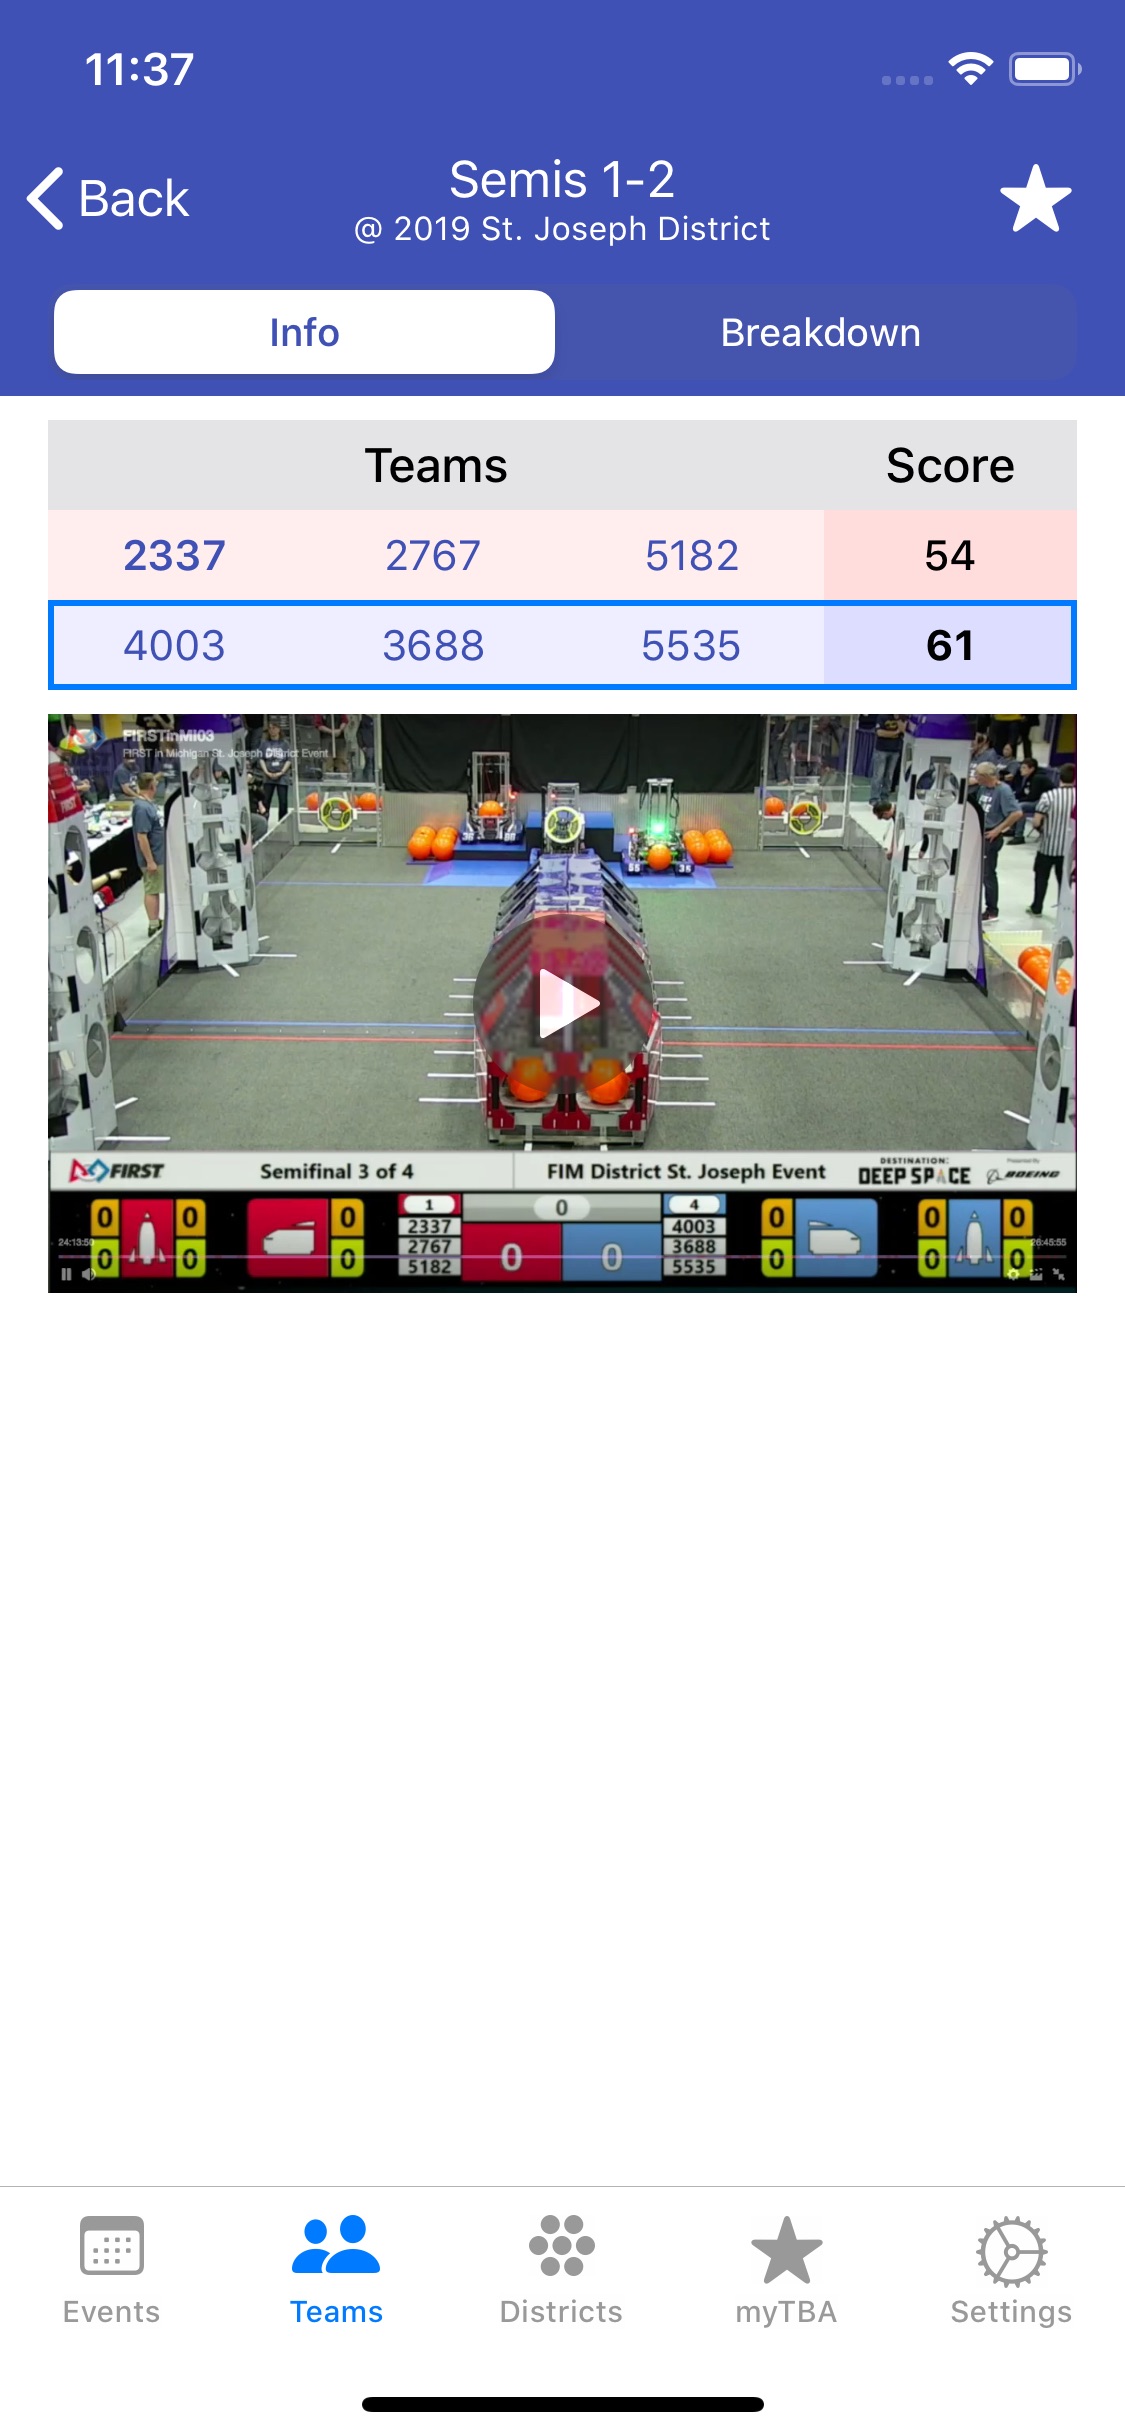 11:37
Back
Semis 1-2
@ 2019 St. Joseph District
Info
Breakdown
Teams Score
2337 2767 5182 54
4003 3688 5535 61
FIRSTinMI03
FIRST in Michigan St. Joseph District Event
FIRST Semifinal 3 of 4 FIM District St. Joseph Event DESTINATION: DEEP SPACE Presented By BOEING
0 0 0 1 0 4 0 0 0
2337 4003
2767 0 0 3688
5182 5535
0 0 0 0 0 0
24:13:50
26:45:55
Events Teams Districts myTBA Settings